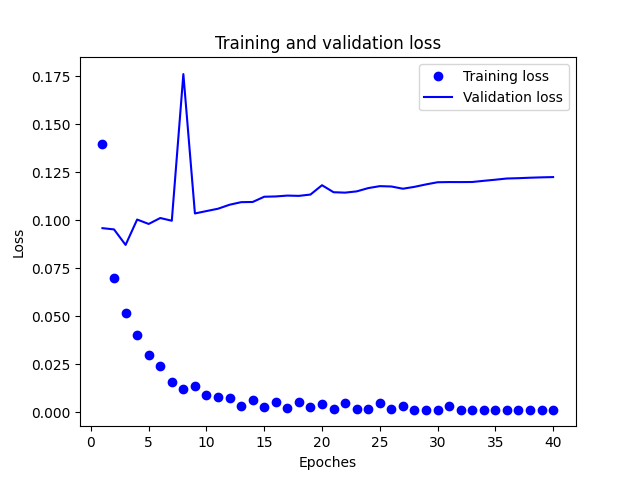 Training and validation loss
Training loss
Validation loss
0.175
0.150
0.125
0.100
0.075
0.050
0.025
0.000
Loss
0 5 10 15 20 25 30 35 40
Epoches